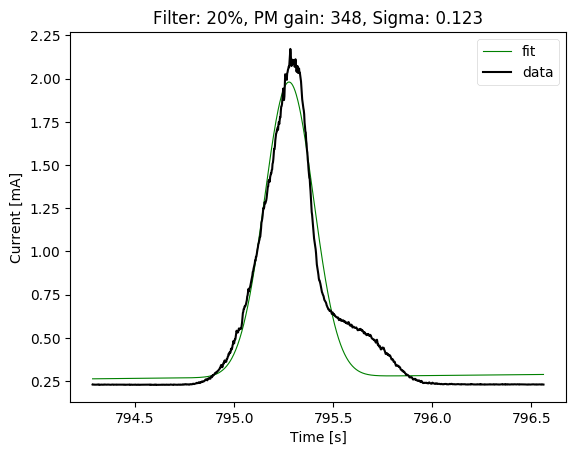 Filter: 20%, PM gain: 348, Sigma: 0.123
fit
data
Current [mA]
2.25
2.00
1.75
1.50
1.25
1.00
0.75
0.50
0.25
794.5 795.0 795.5 796.0 796.5
Time [s]